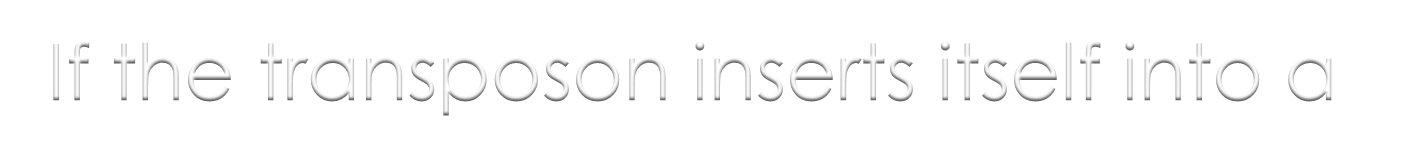 If the transposon inserts itself into a